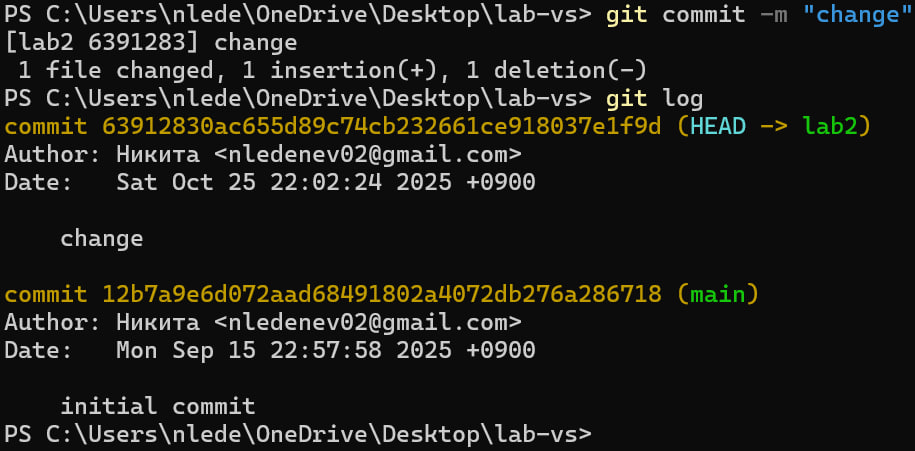 PS C:\Users\nlede\OneDrive\Desktop\lab-vs> git commit -m "change"
[lab2 6391283] change
 1 file changed, 1 insertion(+), 1 deletion(-)
PS C:\Users\nlede\OneDrive\Desktop\lab-vs> git log
commit 63912830ac655d89c74cb232661ce918037e1f9d (HEAD -> lab2)
Author: Никита <nledenev02@gmail.com>
Date:   Sat Oct 25 22:02:24 2025 +0900
    change
commit 12b7a9e6d072aad68491802a4072db276a286718 (main)
Author: Никита <nledenev02@gmail.com>
Date:   Mon Sep 15 22:57:58 2025 +0900
    initial commit
PS C:\Users\nlede\OneDrive\Desktop\lab-vs>